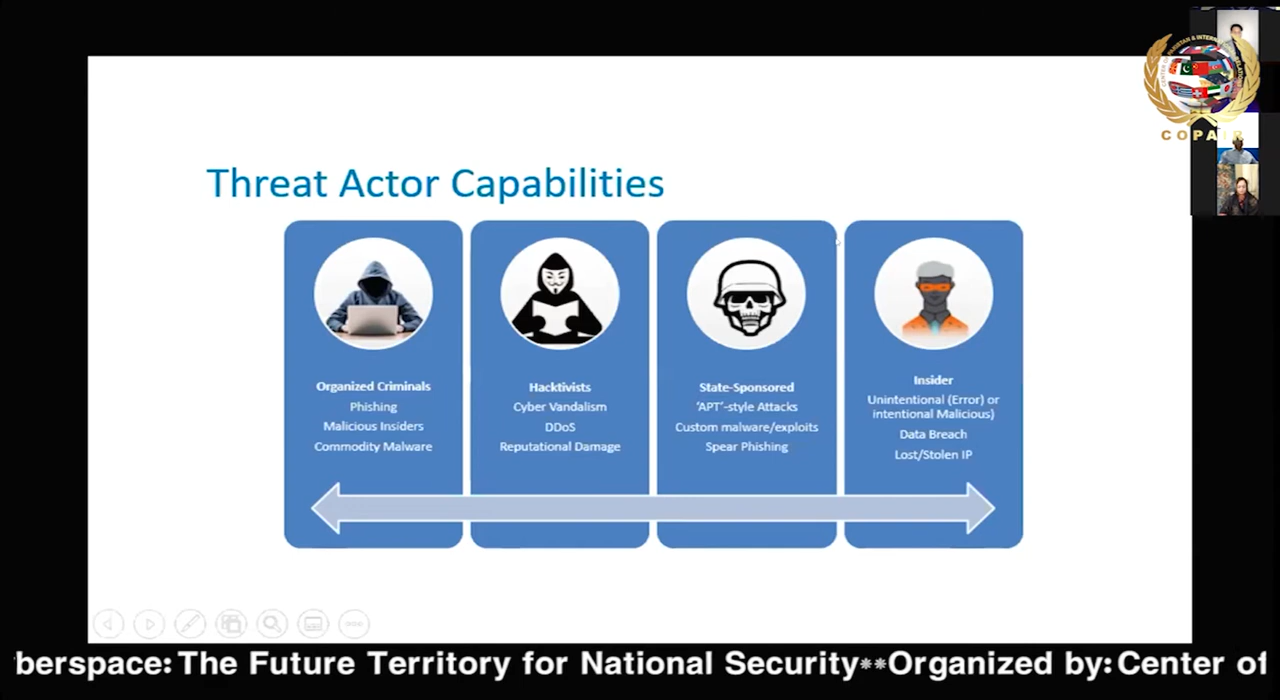 COPAIR
Threat Actor Capabilities
Organized Criminals
Phishing
Malicious Insiders
Commodity Malware
Hacktivists
Cyber Vandalism
DDoS
Reputational Damage
State-Sponsored
'APT'-style Attacks
Custom malware/exploits
Spear Phishing
Insider
Unintentional (Error) or
intentional Malicious)
Data Breach
Lost/Stolen IP
berspace: The Future Territory for National Security**Organized by: Center of